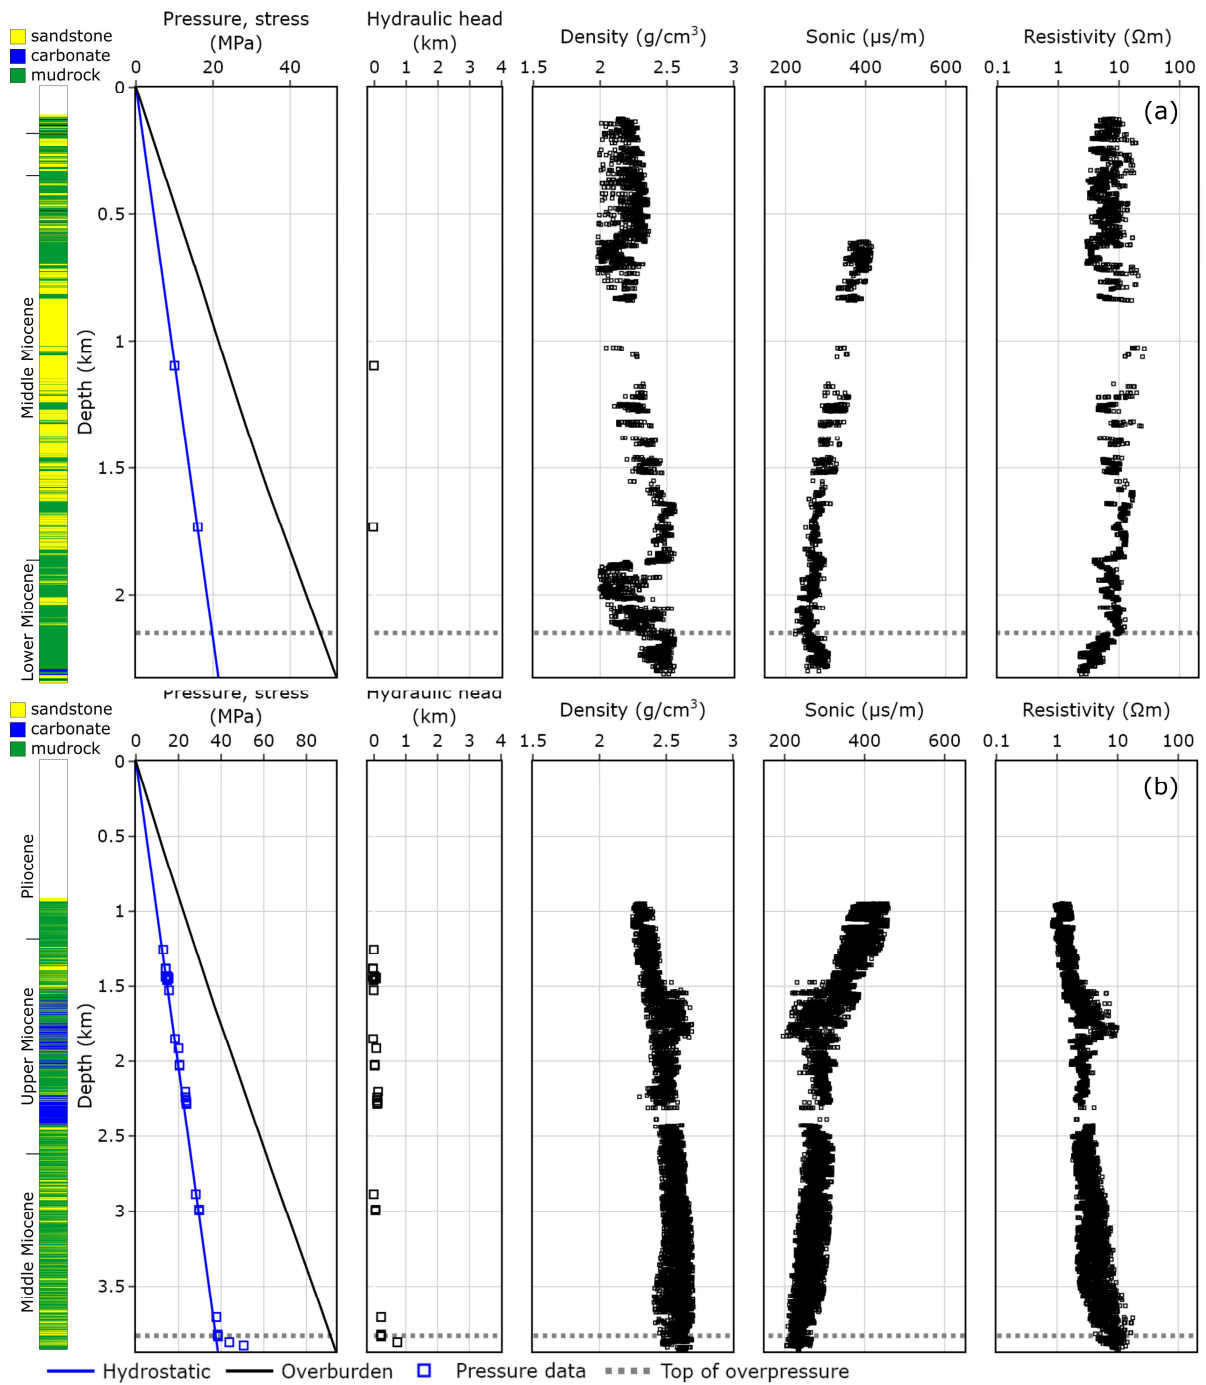 Pressure, stress
(MPa)
Hydraulic head
(km)
Density (g/cm³)
Sonic (µs/m)
Resistivity (Ωm)
sandstone
carbonate
mudrock
0 20 40
0 1 2 3 4
1.5 2 2.5 3
200 400 600
0.1 1 10 100
(a)
0
0.5
1
1.5
2
Depth (km)
Middle Miocene
Lower Miocene
Pressure, stress
(MPa)
Hydraulic head
(km)
Density (g/cm³)
Sonic (µs/m)
Resistivity (Ωm)
sandstone
carbonate
mudrock
0 20 40 60 80
0 1 2 3 4
1.5 2 2.5 3
200 400 600
0.1 1 10 100
(b)
0
0.5
1
1.5
2
2.5
3
3.5
Depth (km)
Pliocene
Upper Miocene
Middle Miocene
Hydrostatic
Overburden
Pressure data
Top of overpressure